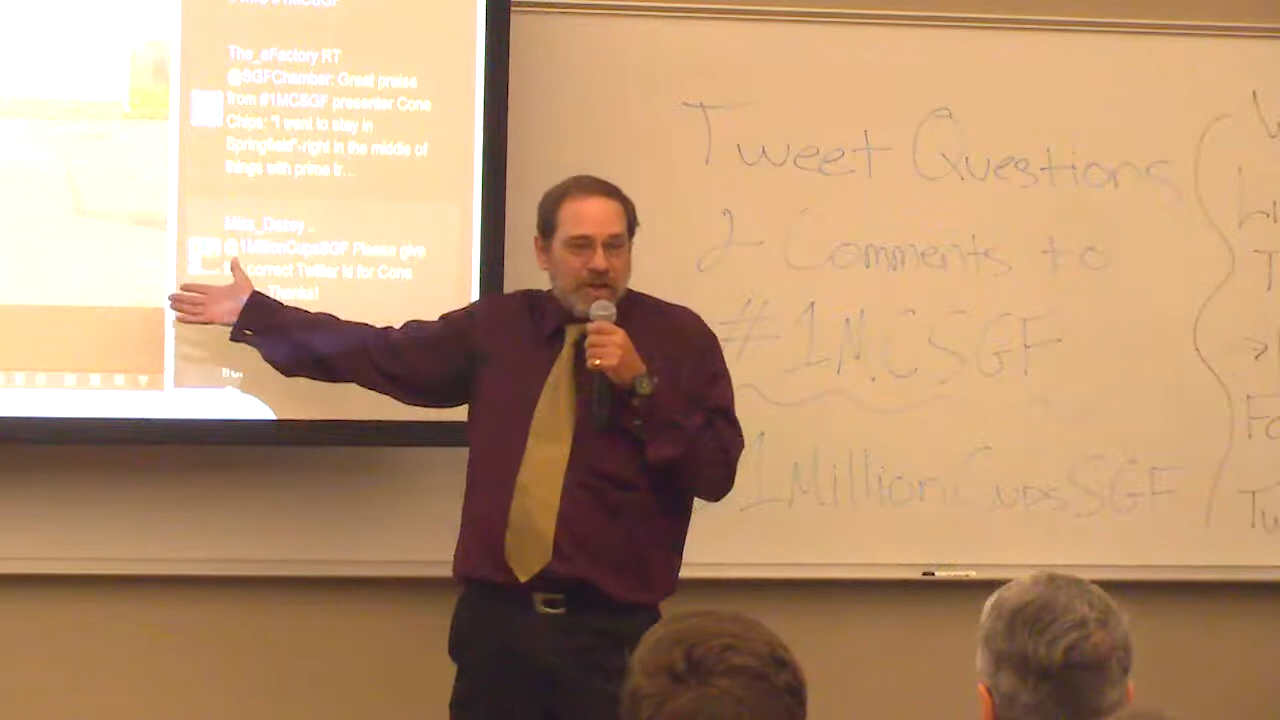 The_eFactory RT
@SGFChamber: Great praise
from #1MCSGF presenter Cone
Chips: "I want to stay in
Springfield"-right in the middle of
things with prime tr...
Miss_Dazey ..
@1MillionCupsSGF Please give
correct Twitter id for Cone
Thanks!
Tweet Questions
2 Comments to
#1MCSGF
1MillionCupsSGF